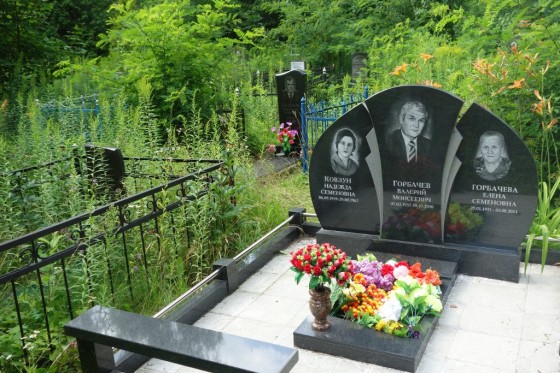 КОВЗУН
НАДЕЖДА
СЕМЕНОВНА
ГОРБАЧЕВ
ВАЛЕРИЙ
МОИСЕЕВИЧ
ГОРБАЧЕВА
ЕЛЕНА
СЕМЕНОВНА